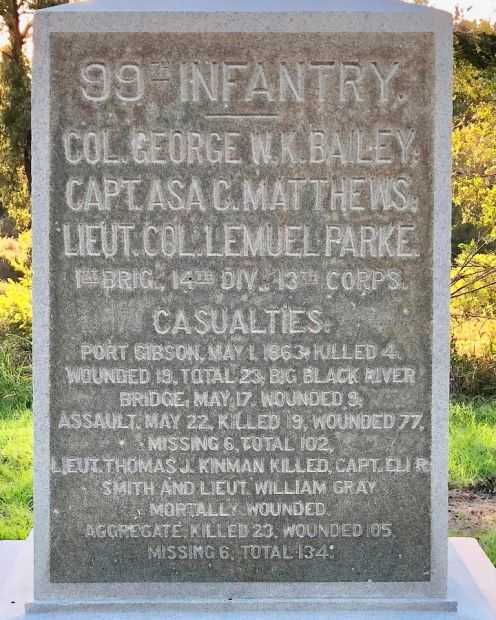 99TH INFANTRY.
COL. GEORGE W. K. BAILEY,
CAPT. ASA C. MATTHEWS,
LIEUT. COL. LEMUEL PARKE.
1ST BRIG., 14TH DIV., 13TH CORPS.
CASUALTIES:
PORT GIBSON, MAY 1, 1863, KILLED 4,
WOUNDED 19, TOTAL 23, BIG BLACK RIVER
BRIDGE, MAY 17, WOUNDED 9,
ASSAULT, MAY 22, KILLED 19, WOUNDED 77,
MISSING 6, TOTAL 102,
LIEUT. THOMAS J. KINMAN KILLED, CAPT. ELI R.
SMITH AND LIEUT. WILLIAM GRAY
MORTALLY WOUNDED.
AGGREGATE, KILLED 23, WOUNDED 105,
MISSING 6, TOTAL 134.